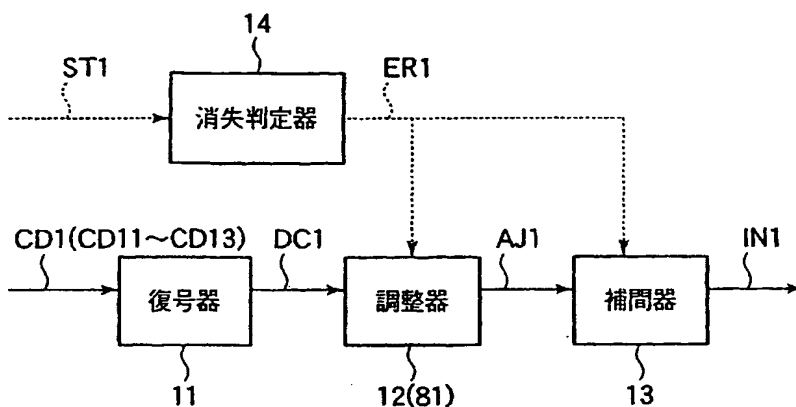 14
ST1
ER1
消失判定器
CD1(CD11～CD13)
DC1
AJ1
IN1
復号器
調整器
補間器
11
12(81)
13